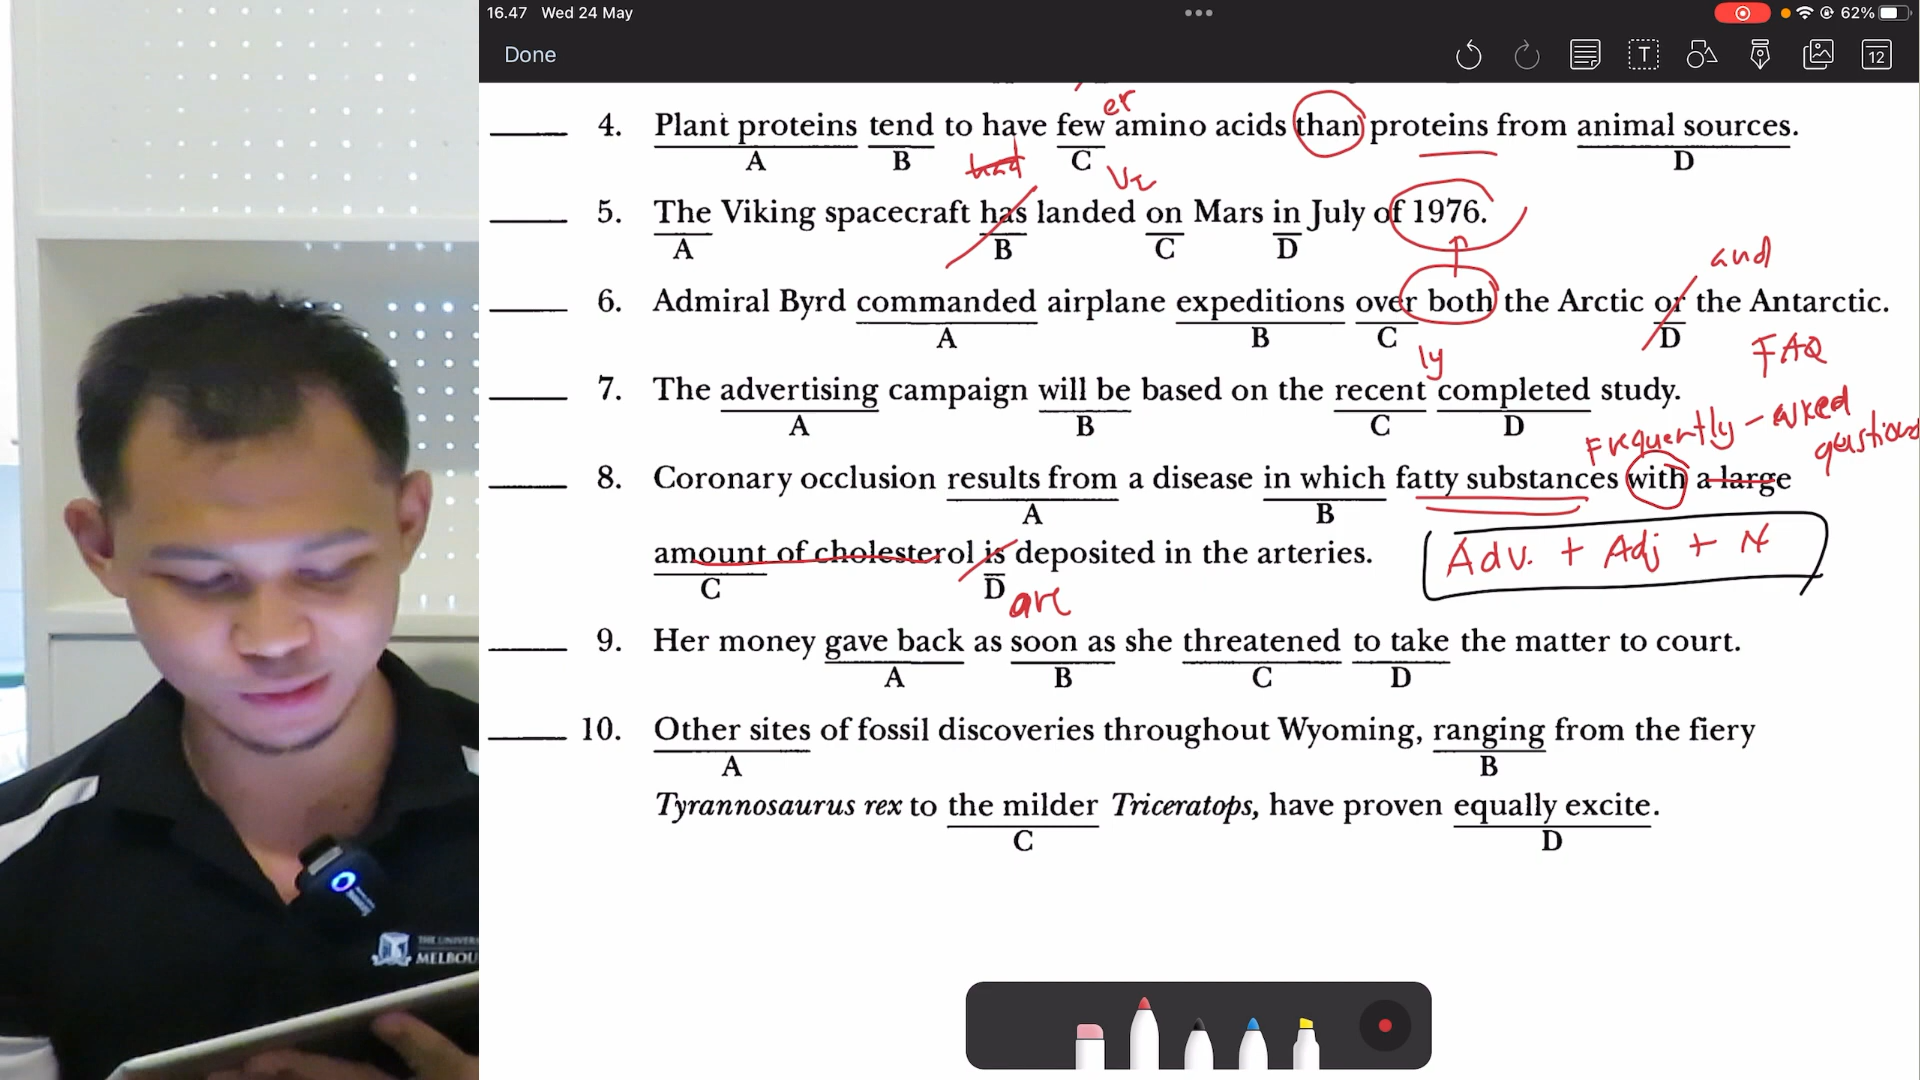 16.47 Wed 24 May
62%
Done
T
12
er
4. Plant proteins tend to have few amino acids than proteins from animal sources.
A B C D
had
V2
5. The Viking spacecraft has landed on Mars in July of 1976.
A B C D
and
6. Admiral Byrd commanded airplane expeditions over both the Arctic or the Antarctic.
A B C D
ly
FAQ
7. The advertising campaign will be based on the recent completed study.
A B C D
Frequently-asked
questions
8. Coronary occlusion results from a disease in which fatty substances with a large
A B
amount of cholesterol is deposited in the arteries.
C D
Adv. + Adj + N
are
9. Her money gave back as soon as she threatened to take the matter to court.
A B C D
10. Other sites of fossil discoveries throughout Wyoming, ranging from the fiery
A B
Tyrannosaurus rex to the milder Triceratops, have proven equally excite.
C D
THE UNIVER
MELBOU